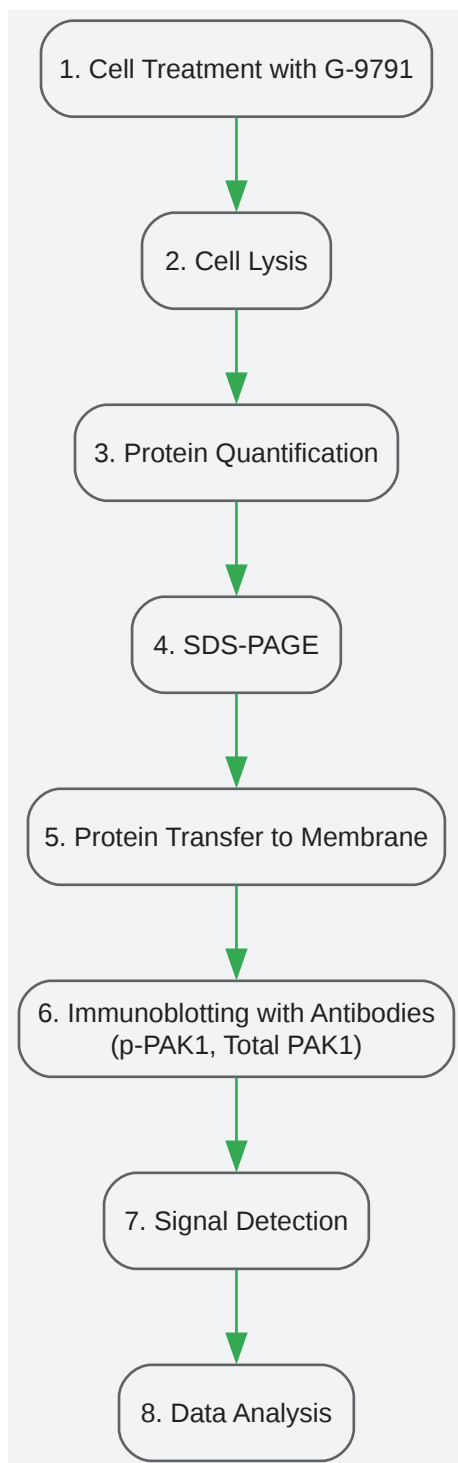 1. Cell Treatment with G-9791
2. Cell Lysis
3. Protein Quantification
4. SDS-PAGE
5. Protein Transfer to Membrane
6. Immunoblotting with Antibodies
(p-PAK1, Total PAK1)
7. Signal Detection
8. Data Analysis